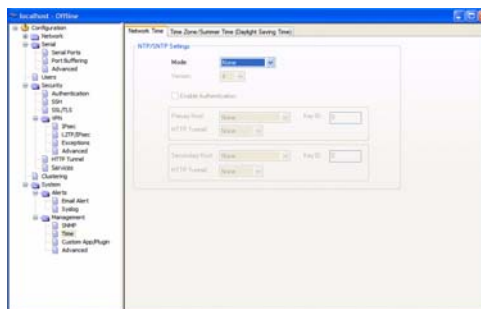 localhost - Offline
Configuration
Network
Serial
Serial Ports
Port Buffering
Advanced
Users
Security
Authentication
SSH
SSL/TLS
VPN
IPsec
L2TP/IPsec
Exceptions
Advanced
HTTP Tunnel
Services
Clustering
System
Alerts
Email Alert
Syslog
Management
SNMP
Time
Custom App/Plugin
Advanced
Network Time
Time Zone/Summer Time (Daylight Saving Time)
NTP/SNTP Settings
Mode None
Version 4
Enable Authentication
Primary Host None Key ID 0
HTTP Tunnel None
Secondary Host None Key ID 0
HTTP Tunnel None